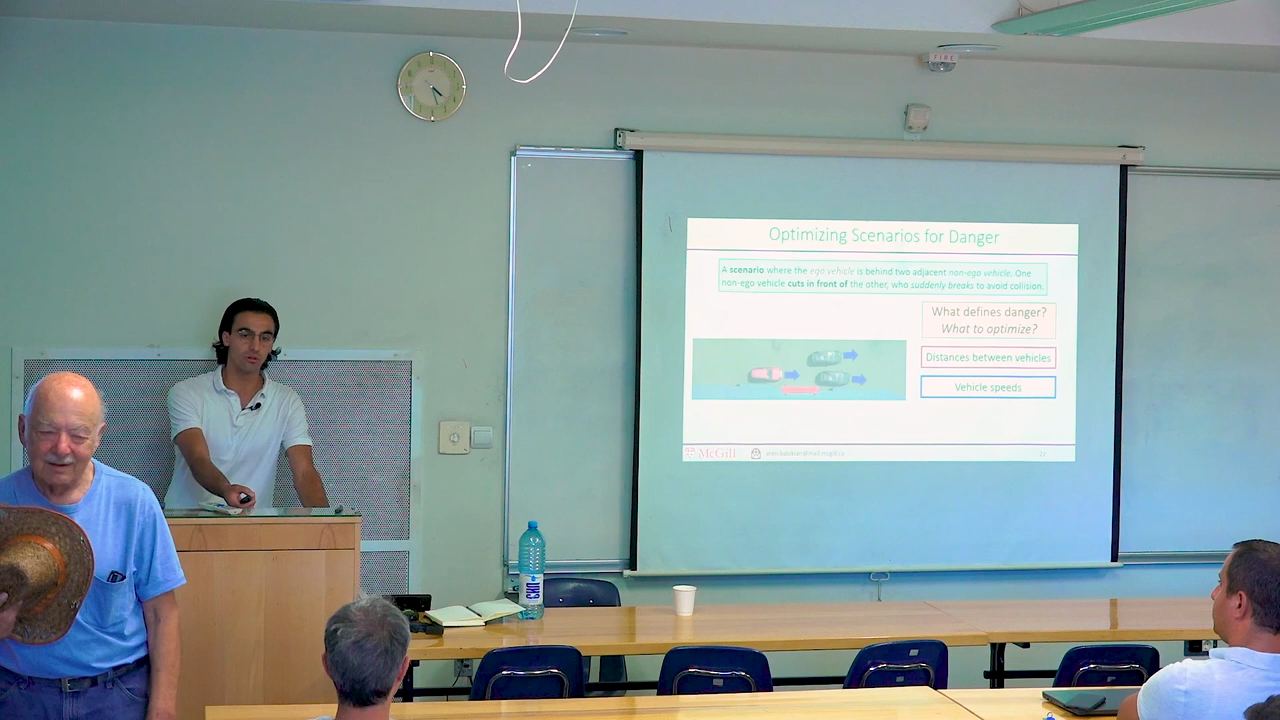 FIRE
Optimizing Scenarios for Danger
A scenario where the ego vehicle is behind two adjacent non-ego vehicle. One
non-ego vehicle cuts in front of the other, who suddenly breaks to avoid collision.
What defines danger?
What to optimize?
Distances between vehicles
Vehicle speeds
McGill
22